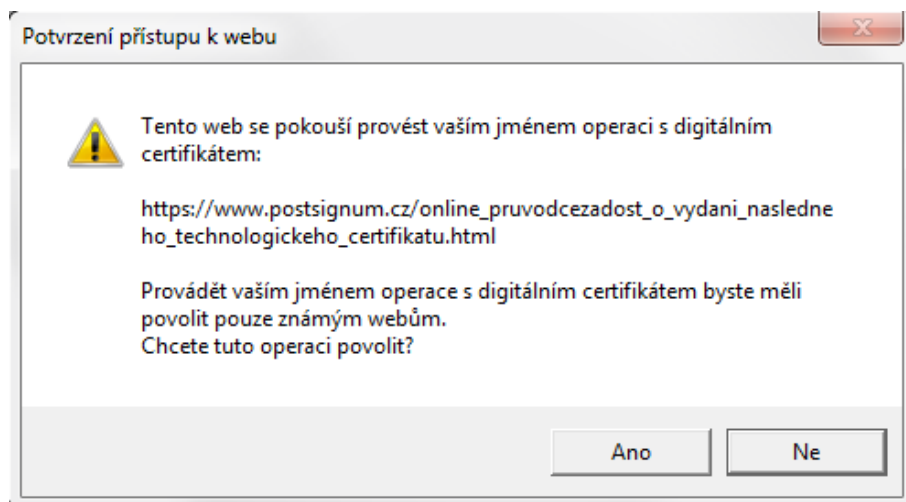 Potvrzení přístupu k webu
Tento web se pokouší provést vaším jménem operaci s digitálním
certifikátem:
https://www.postsignum.cz/online_pruvodcezadost_o_vydani_nasledne
ho_technologickeho_certifikatu.html
Provádět vaším jménem operace s digitálním certifikátem byste měli
povolit pouze známým webům.
Chcete tuto operaci povolit?
Ano
Ne